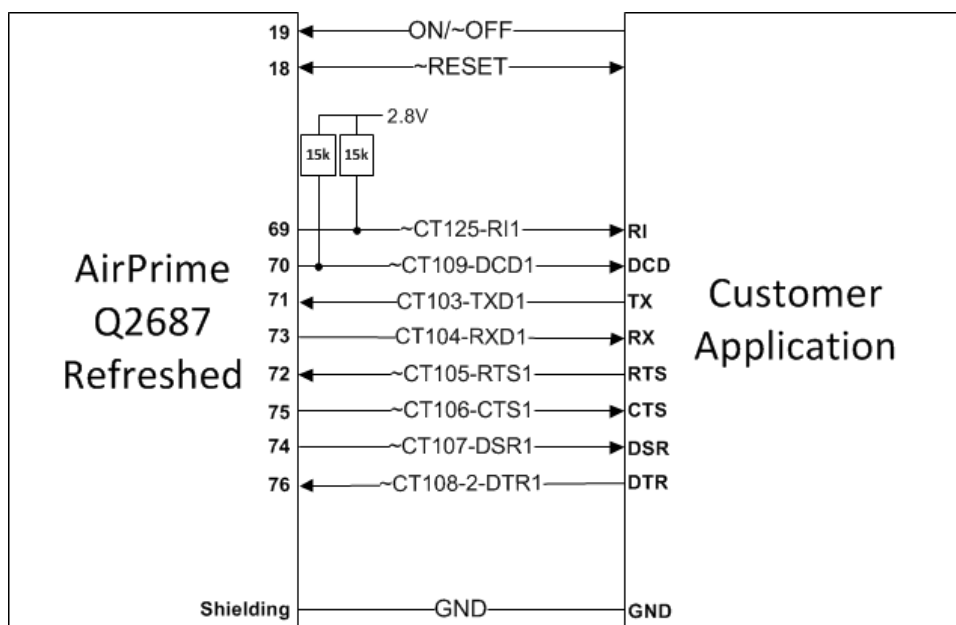 19 ON/~OFF
18 ~RESET
2.8V
15k 15k
69 ~CT125-RI1 RI
70 ~CT109-DCD1 DCD
71 CT103-TXD1 TX
73 CT104-RXD1 RX
72 ~CT105-RTS1 RTS
75 ~CT106-CTS1 CTS
74 ~CT107-DSR1 DSR
76 ~CT108-2-DTR1 DTR
Shielding GND GND
AirPrime
Q2687
Refreshed
Customer
Application